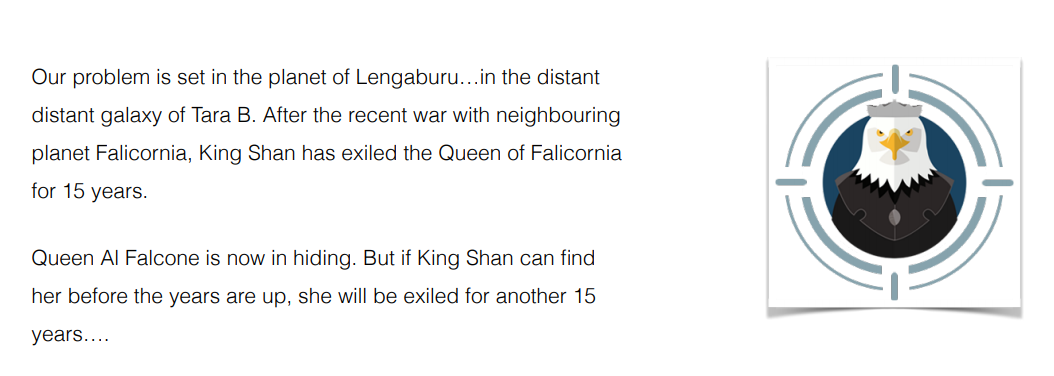 Our problem is set in the planet of Lengaburu…in the distant
distant galaxy of Tara B. After the recent war with neighbouring
planet Falicornia, King Shan has exiled the Queen of Falicornia
for 15 years.
Queen Al Falcone is now in hiding. But if King Shan can find
her before the years are up, she will be exiled for another 15
years….